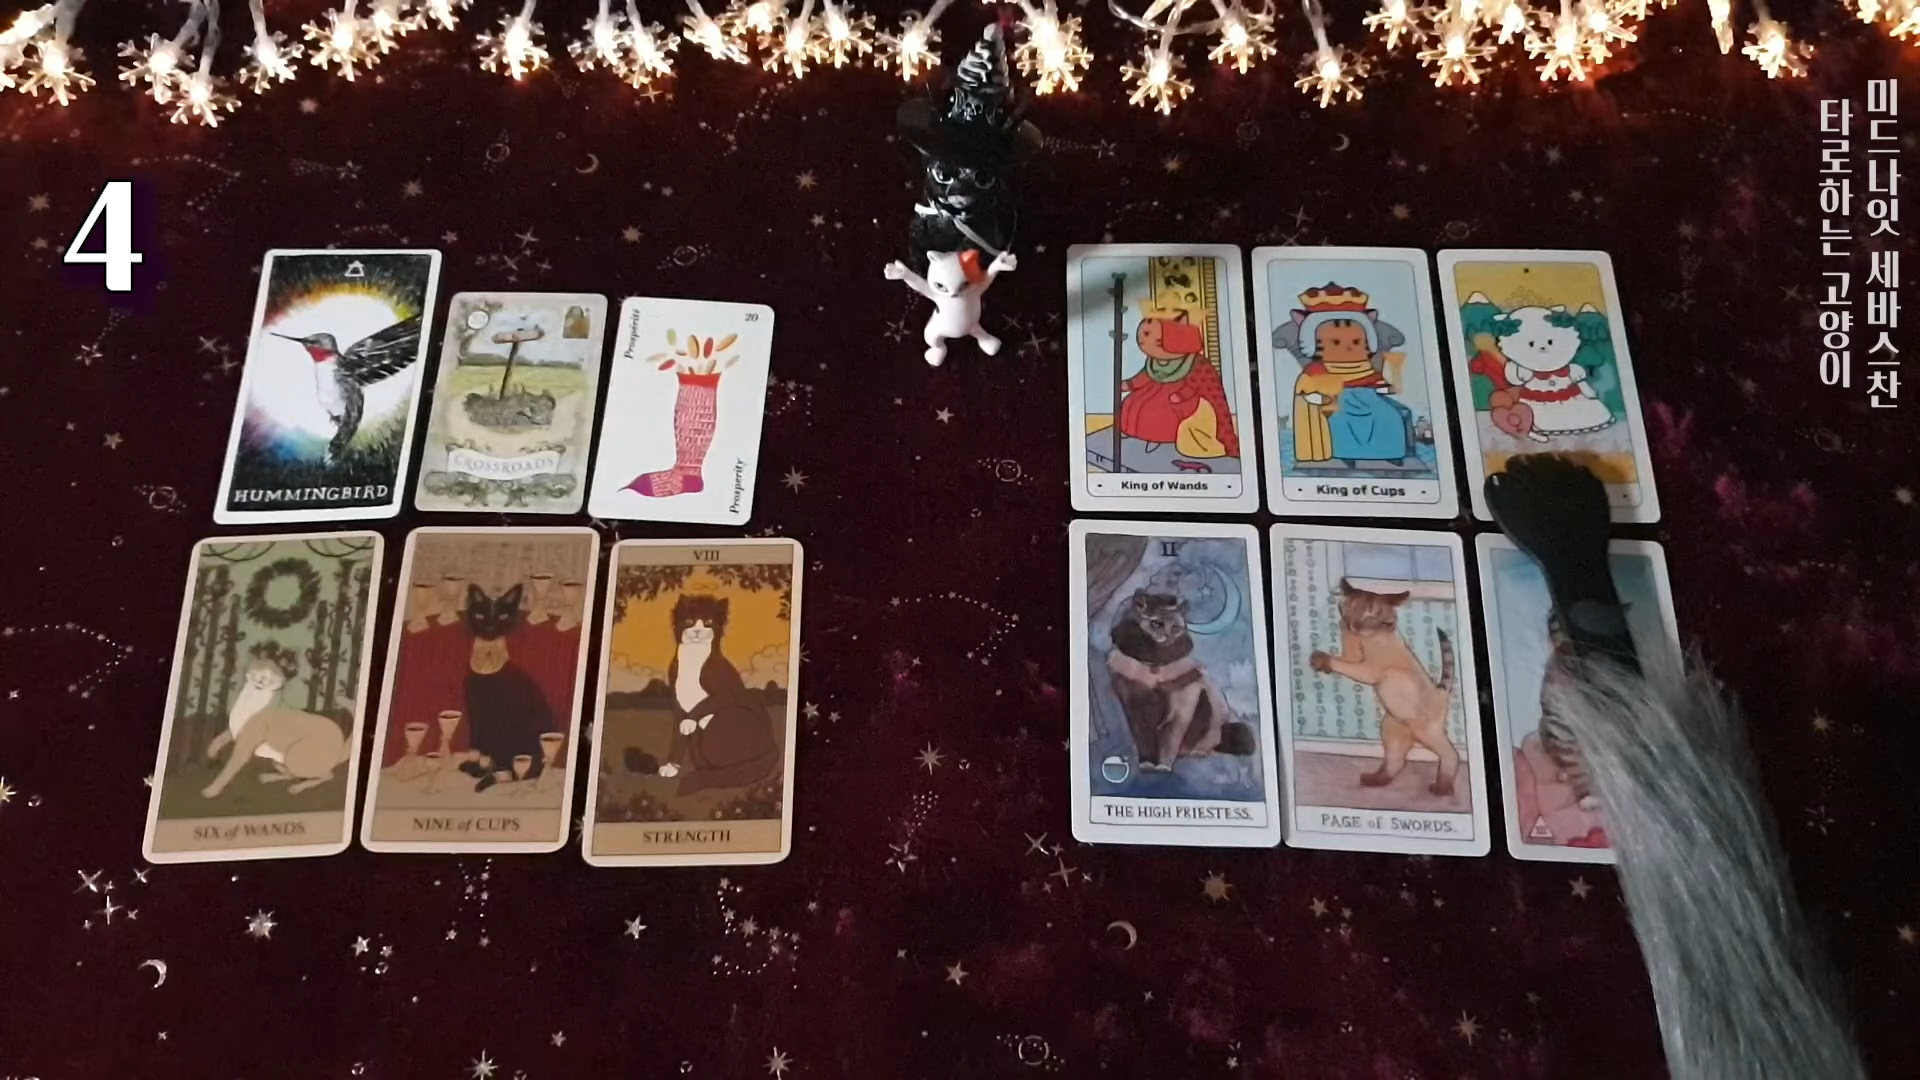 4
미드나잇 세바스찬
타로하는 고양이
HUMMINGBIRD
CROSSROADS
Prospérité
20
Prosperity
King of Wands
King of Cups
SIX of WANDS
NINE of CUPS
VIII
STRENGTH
II
THE HIGH PRIESTESS.
PAGE of SWORDS.